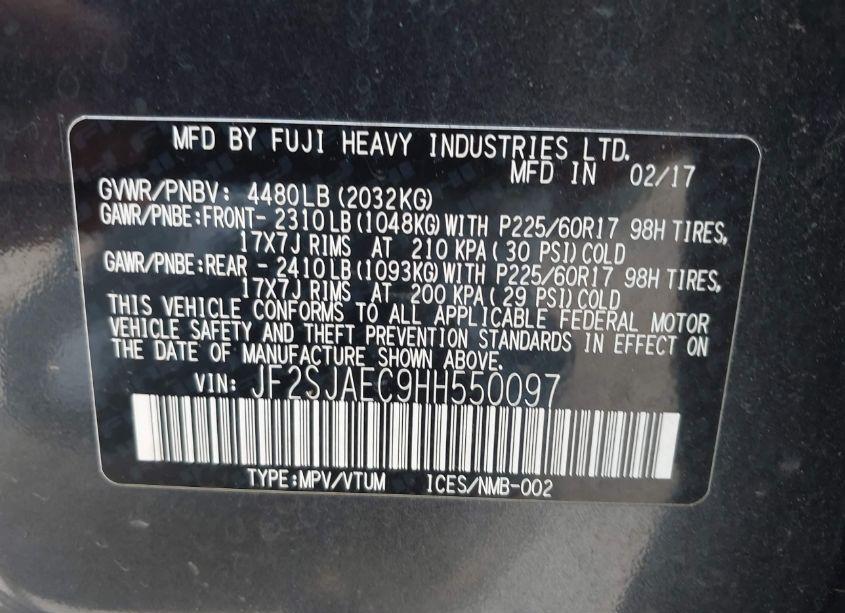 MFD BY FUJI HEAVY INDUSTRIES LTD.
MFD IN 02/17
GVWR/PNBV: 4480LB (2032KG)
GAWR/PNBE:FRONT- 2310LB (1048KG) WITH P225/60R17 98H TIRES,
17X7J RIMS AT 210 KPA ( 30 PSI) COLD
GAWR/PNBE:REAR - 2410LB (1093KG) WITH P225/60R17 98H TIRES,
17X7J RIMS AT 200 KPA ( 29 PSI) COLD
THIS VEHICLE CONFORMS TO ALL APPLICABLE FEDERAL MOTOR
VEHICLE SAFETY AND THEFT PREVENTION STANDARDS IN EFFECT ON
THE DATE OF MANUFACTURE SHOWN ABOVE.
VIN: JF2SJAEC9HH550097
TYPE:MPV/VTUM ICES/NMB-002